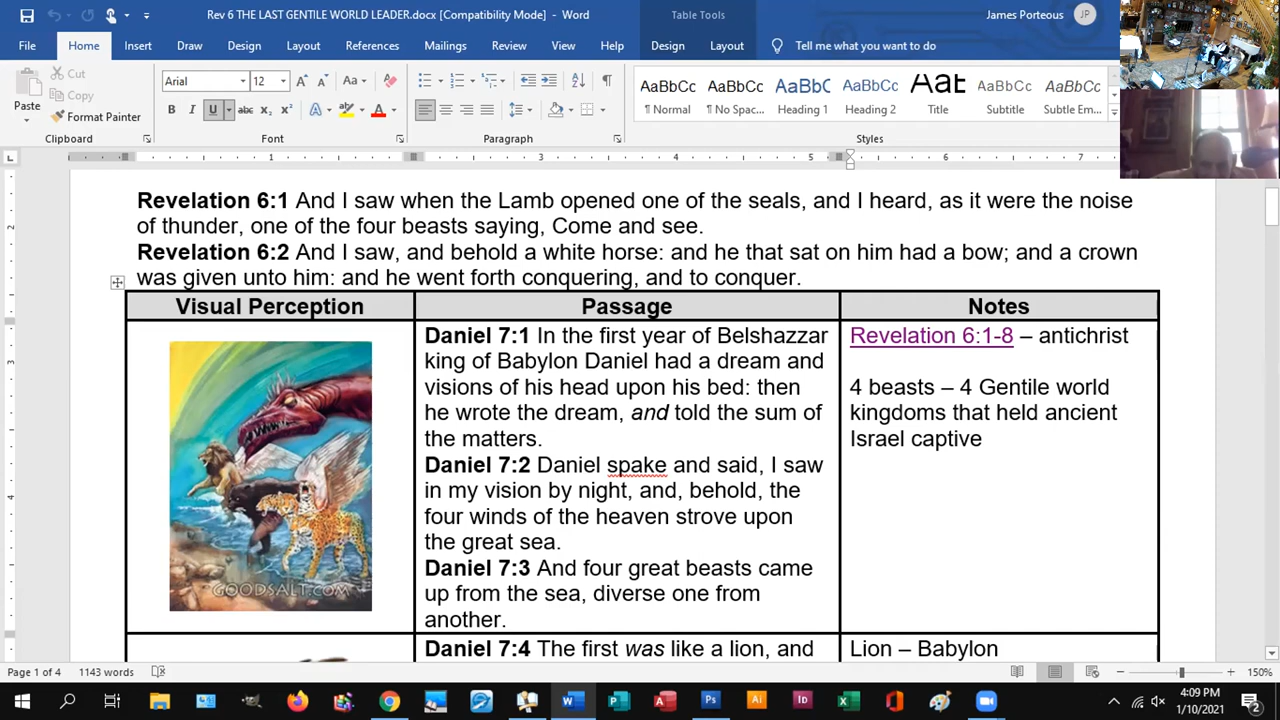 Rev 6 THE LAST GENTILE WORLD LEADER.docx [Compatibility Mode] - Word
Table Tools
James Porteous
JP
File
Home
Insert
Draw
Design
Layout
References
Mailings
Review
View
Help
Design
Layout
Tell me what you want to do
Paste
Cut
Copy
Format Painter
Clipboard
Arial
12
Aa
B I U abc x₂ x²
Font
Paragraph
AaBbCc
¶ Normal
AaBbCc
¶ No Spac...
AaBbCc
Heading 1
AaBbCc
Heading 2
AaBbC
Title
AaBbCc
Subtitle
AaBbCc
Subtle Em...
Styles
1 3 4 5 7
Revelation 6:1 And I saw when the Lamb opened one of the seals, and I heard, as it were the noise
of thunder, one of the four beasts saying, Come and see.
Revelation 6:2 And I saw, and behold a white horse: and he that sat on him had a bow; and a crown
was given unto him: and he went forth conquering, and to conquer.
Visual Perception
Passage
Notes
GOODSALT.COM
Daniel 7:1 In the first year of Belshazzar
king of Babylon Daniel had a dream and
visions of his head upon his bed: then
he wrote the dream, and told the sum of
the matters.
Daniel 7:2 Daniel spake and said, I saw
in my vision by night, and, behold, the
four winds of the heaven strove upon
the great sea.
Daniel 7:3 And four great beasts came
up from the sea, diverse one from
another.
Revelation 6:1-8 – antichrist
4 beasts – 4 Gentile world
kingdoms that held ancient
Israel captive
Daniel 7:4 The first was like a lion, and
Lion – Babylon
Page 1 of 4
1143 words
150%
4:09 PM
1/10/2021
2